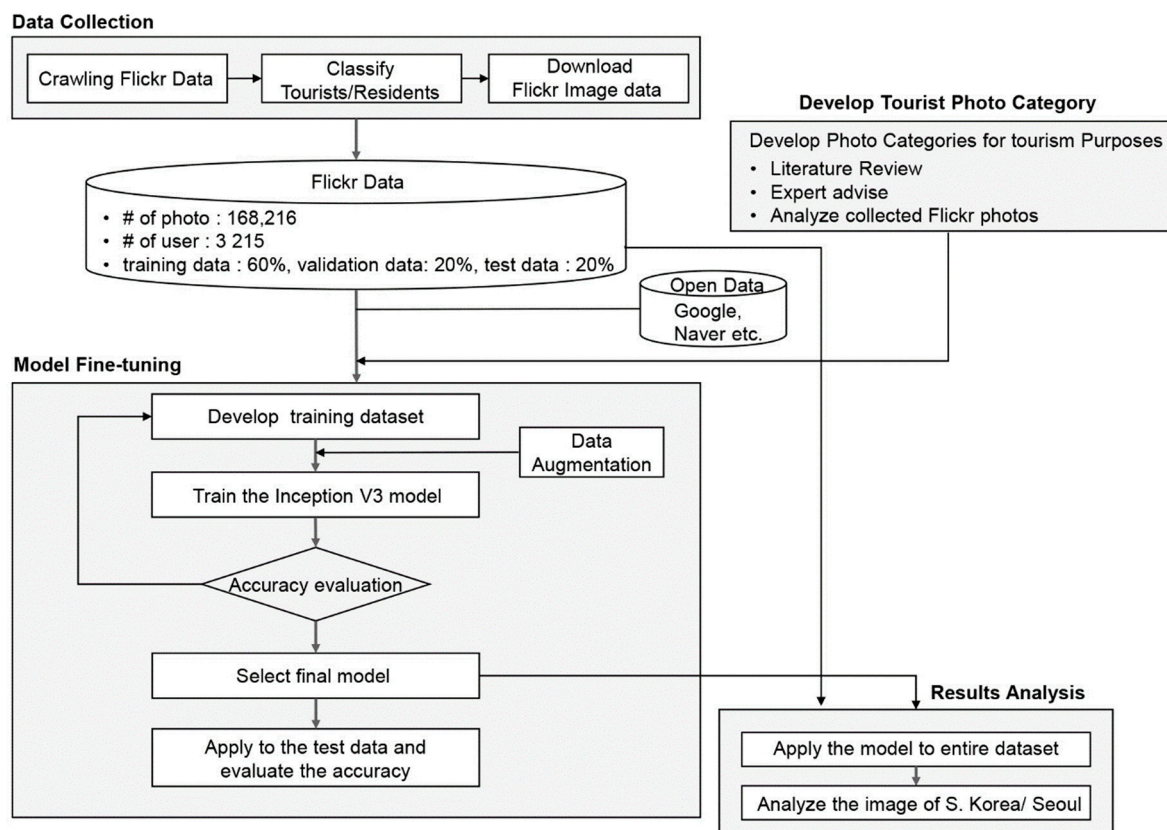 Data Collection
Crawling Flickr Data
Classify
Tourists/Residents
Download
Flickr Image data
Develop Tourist Photo Category
Develop Photo Categories for tourism Purposes
• Literature Review
• Expert advise
• Analyze collected Flickr photos
Flickr Data
• # of photo : 168,216
• # of user : 3 215
• training data : 60%, validation data: 20%, test data : 20%
Open Data
Google,
Naver etc.
Model Fine-tuning
Develop training dataset
Data
Augmentation
Train the Inception V3 model
Accuracy evaluation
Select final model
Apply to the test data and
evaluate the accuracy
Results Analysis
Apply the model to entire dataset
Analyze the image of S. Korea/ Seoul